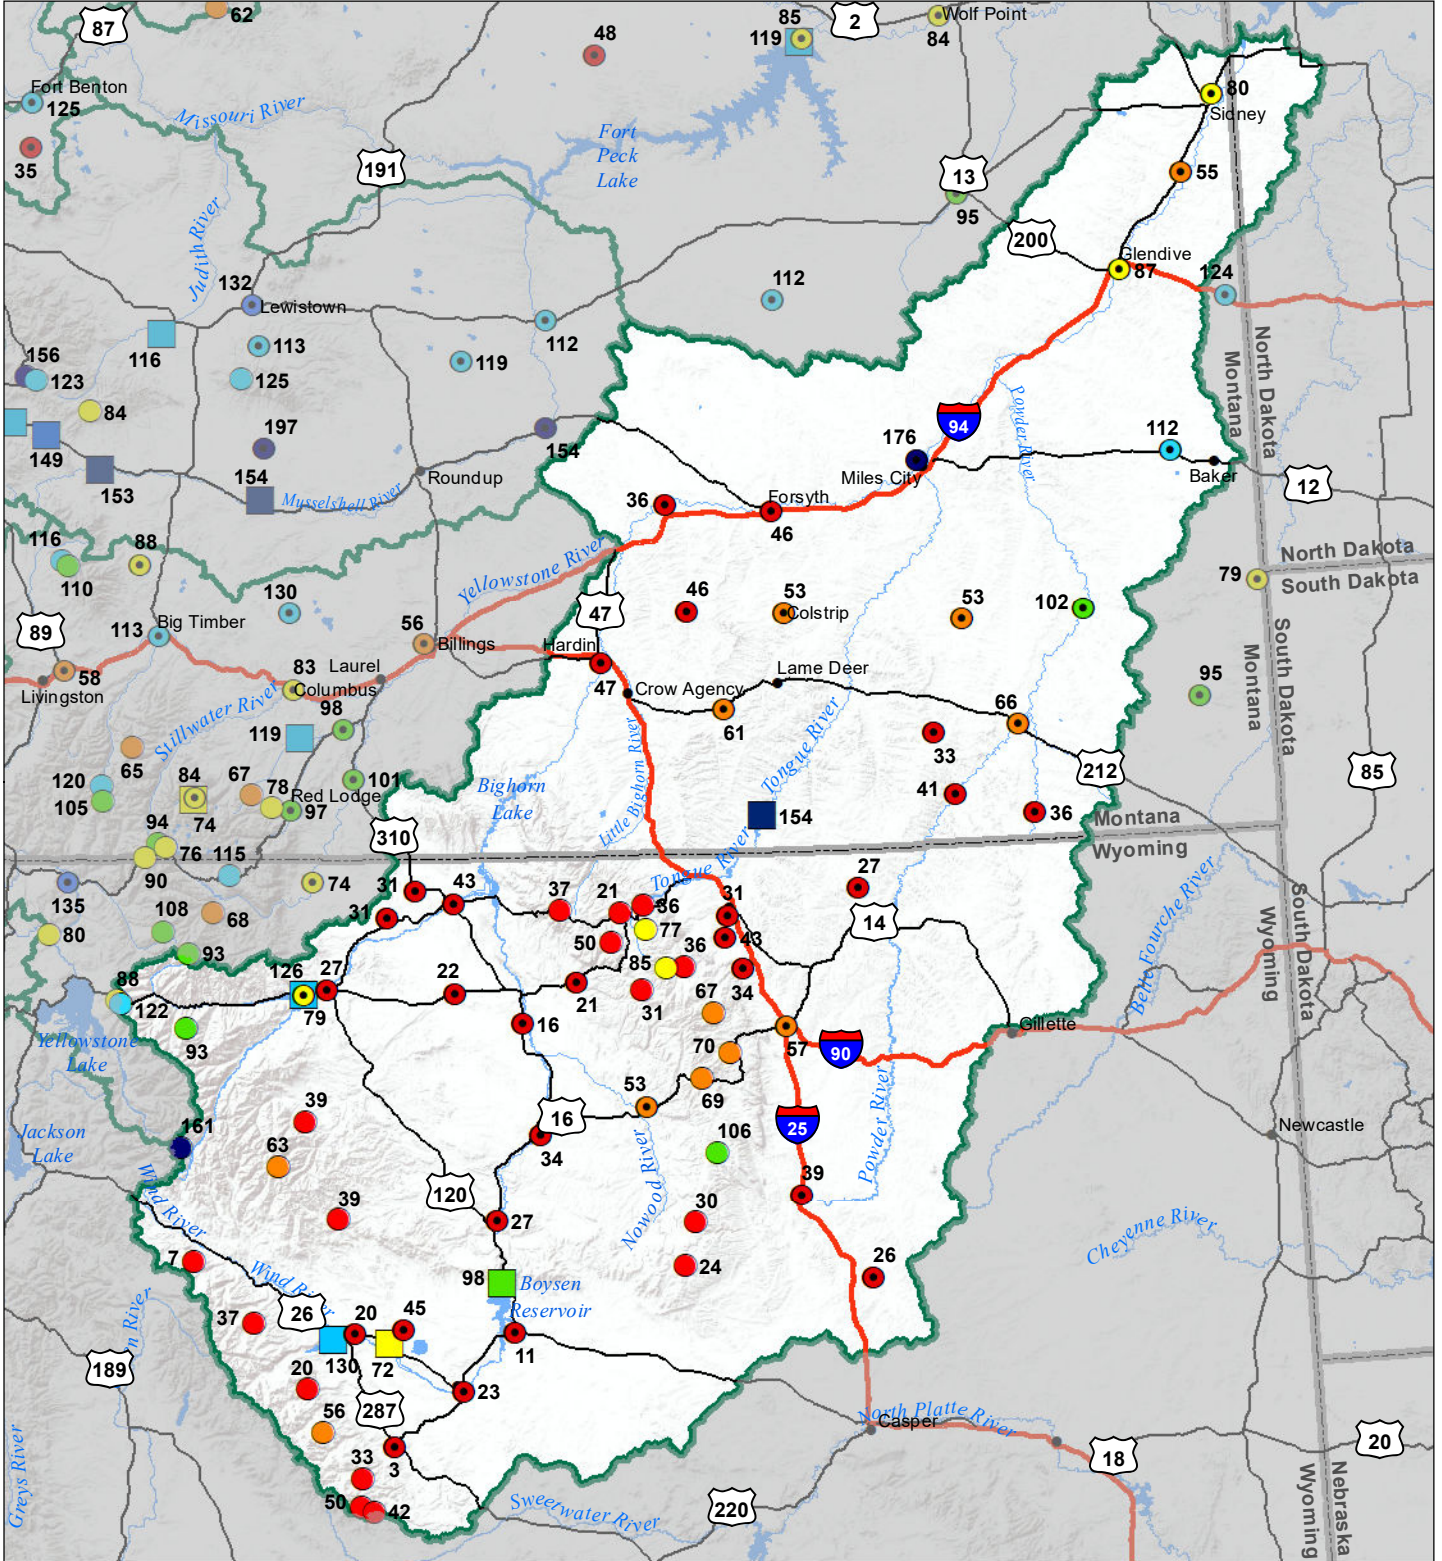 87
62
48
85
119
2
Wolf Point
84
Fort Benton
125
Missouri River
80
Sidney
35
Fort
Peck
Lake
191
13
55
95
Judith River
200
Glendive
87
124
132
Lewistown
112
116
113
112
119
156
123
125
84
North Dakota
Montana
197
94
Powder River
149
154
176
112
Miles City
Baker
153
154
Roundup
12
Musselshell River
36
Forsyth
46
116
110
88
Yellowstone River
North Dakota
South Dakota
79
130
46
53
Colstrip
53
102
89
113
Big Timber
56
Billings
47
Hardin
South Dakota
Montana
58
Livingston
83
Laurel
Columbus
47
Crow Agency
Lame Deer
95
Stillwater River
98
61
66
119
65
33
Little Bighorn River
Tongue River
212
85
120
105
84
74
67
78
Red Lodge
97
101
Bighorn
Lake
154
41
36
94
76
90
115
310
Montana
Wyoming
135
74
31
43
37
21
36
Tongue River
31
27
108
68
31
77
14
80
93
50
36
43
South Dakota
Wyoming
Belle Fourche River
88
122
126
27
79
22
21
85
31
34
93
16
67
57
Gillette
Yellowstone
Lake
70
90
39
53
69
Powder River
161
63
16
34
106
25
Newcastle
Jackson
Lake
Wind River
120
Nowood River
39
39
27
30
Cheyenne River
7
24
26
Wind River
98
Boysen
Reservoir
37
26
20
45
130
72
11
189
20
23
56
287
North Platte River
Casper
18
20
33
3
50
42
Sweetwater River
220
Greys River
Nebraska
Wyoming